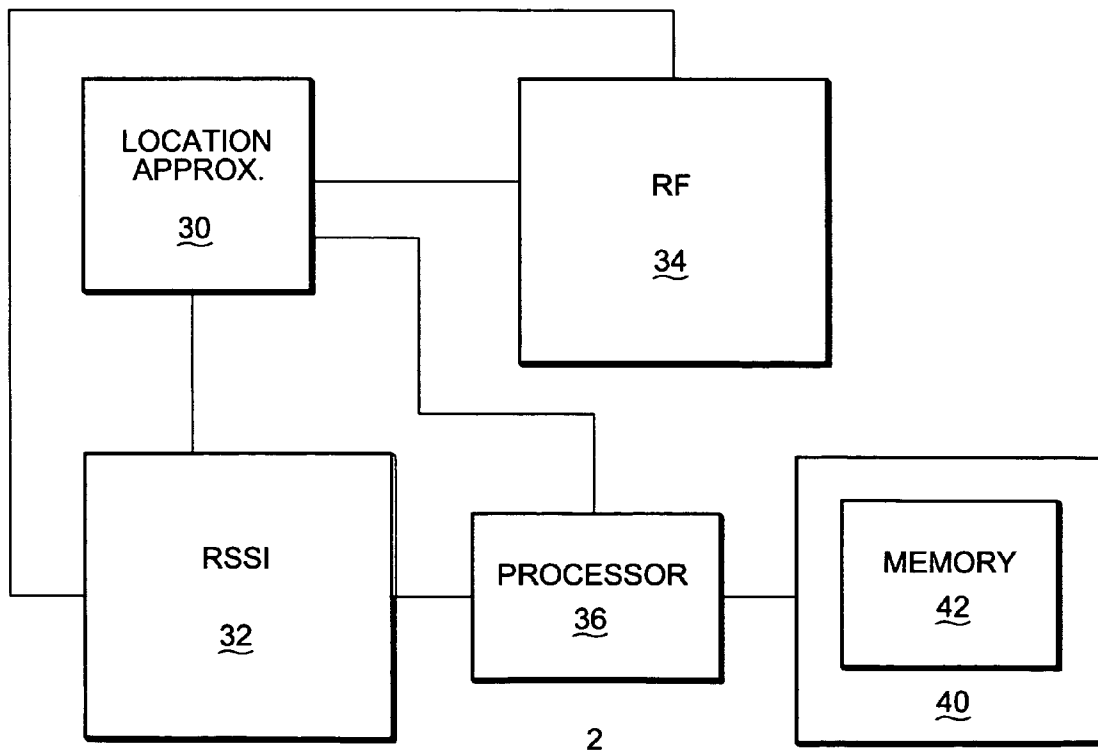 LOCATION
APPROX.
30
RF
34
RSSI
32
PROCESSOR
36
MEMORY
42
40
2